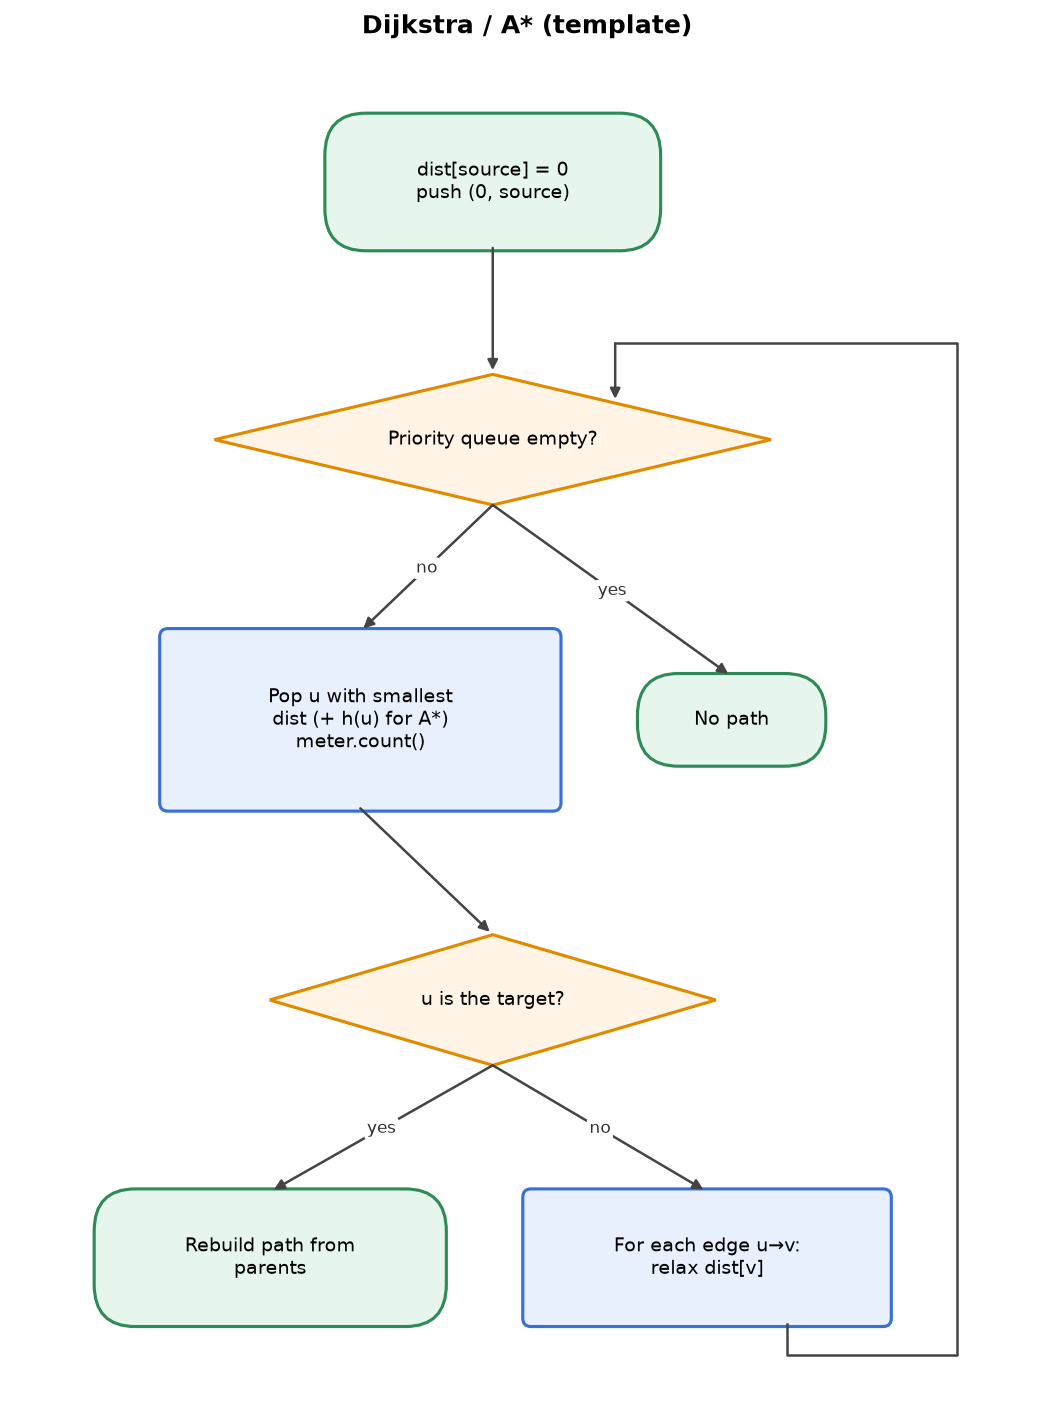 Dijkstra / A* (template)
dist[source] = 0
push (0, source)
Priority queue empty?
no
yes
Pop u with smallest
dist (+ h(u) for A*)
meter.count()
No path
u is the target?
yes
no
Rebuild path from
parents
For each edge u→v:
relax dist[v]